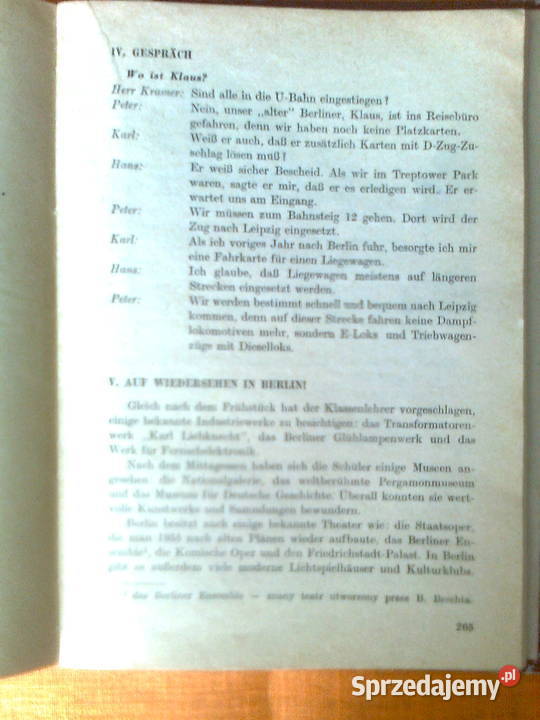 IV. GESPRÄCH
Wo ist Klaus?
Herr Kramer: Sind alle in die U-Bahn eingestiegen?
Peter: Nein, unser „alter" Berliner, Klaus, ist ins Reisebüro
gefahren, denn wir haben noch keine Platzkarten.
Karl: Weiß er auch, daß er zusätzlich Karten mit D-Zug-Zu-
schlag lösen muß?
Hans: Er weiß sicher Bescheid. Als wir im Treptower Park
waren, sagte er mir, daß er es erledigen wird. Er er-
wartet uns am Eingang.
Peter: Wir müssen zum Bahnsteig 12 gehen. Dort wird der
Zug nach Leipzig eingesetzt.
Karl: Als ich voriges Jahr nach Berlin fuhr, besorgte ich mir
eine Fahrkarte für einen Liegewagen.
Hans: Ich glaube, daß Liegewagen meistens auf längeren
Strecken eingesetzt werden.
Peter: Wir werden bestimmt schnell und bequem nach Leipzig
kommen, denn auf dieser Strecke fahren keine Dampf-
lokomotiven mehr, sondern E-Loks und Triebwagen-
züge mit Dieselloks.
V. AUF WIEDERSEHEN IN BERLIN!
Gleich nach dem Frühstück hat der Klassenlehrer vorgeschlagen,
einige bekannte Industriewerke zu besichtigen: das Transformatoren-
werk „Karl Liebknecht", das Berliner Glühlampenwerk und das
Werk für Fernsehelektronik.
Nach dem Mittagessen haben sich die Schüler einige Museen an-
gesehen: die Nationalgalerie, das weltberühmte Pergamonmuseum
und das Museum für Deutsche Geschichte. Überall konnten sie wert-
volle Kunstwerke und Sammlungen bewundern.
Berlin besitzt auch einige bekannte Theater wie: die Staatsoper,
die man 1955 nach alten Plänen wieder aufbaute, das Berliner En-
semble¹, die Komische Oper und den Friedrichstadt-Palast. In Berlin
gibt es außerdem viele moderne Lichtspielhäuser und Kulturklubs.
¹ das Berliner Ensemble — znany teatr utworzony przez B. Brechta.
265
Sprzedajemy.pl